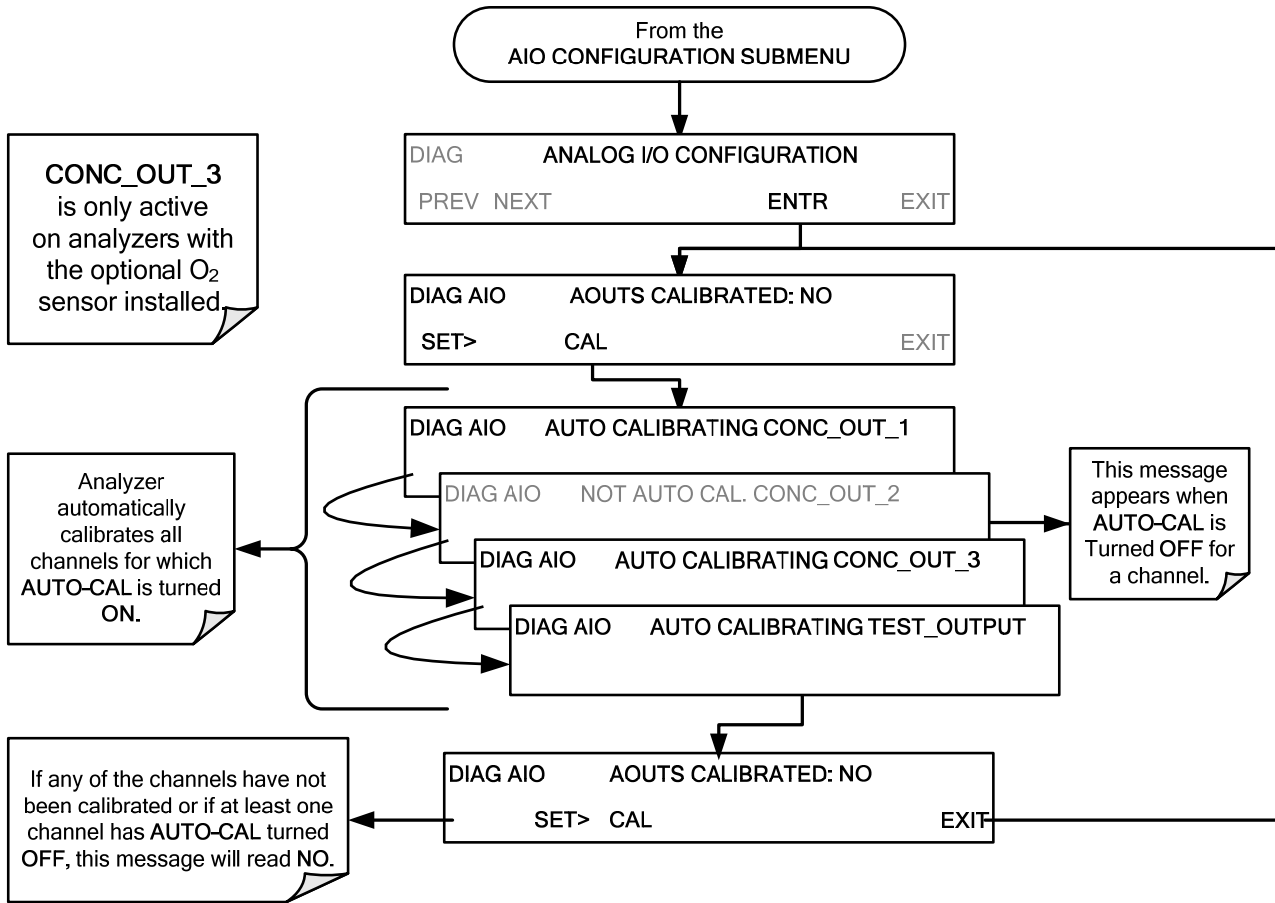 From the
AIO CONFIGURATION SUBMENU
DIAG ANALOG I/O CONFIGURATION
PREV NEXT ENTR EXIT
CONC_OUT_3
is only active
on analyzers with
the optional O₂
sensor installed.
DIAG AIO AOUTS CALIBRATED: NO
SET> CAL EXIT
DIAG AIO AUTO CALIBRATING CONC_OUT_1
DIAG AIO NOT AUTO CAL. CONC_OUT_2
DIAG AIO AUTO CALIBRATING CONC_OUT_3
DIAG AIO AUTO CALIBRATING TEST_OUTPUT
Analyzer
automatically
calibrates all
channels for which
AUTO-CAL is turned
ON.
This message
appears when
AUTO-CAL is
Turned OFF for
a channel.
DIAG AIO AOUTS CALIBRATED: NO
SET> CAL EXIT
If any of the channels have not
been calibrated or if at least one
channel has AUTO-CAL turned
OFF, this message will read NO.